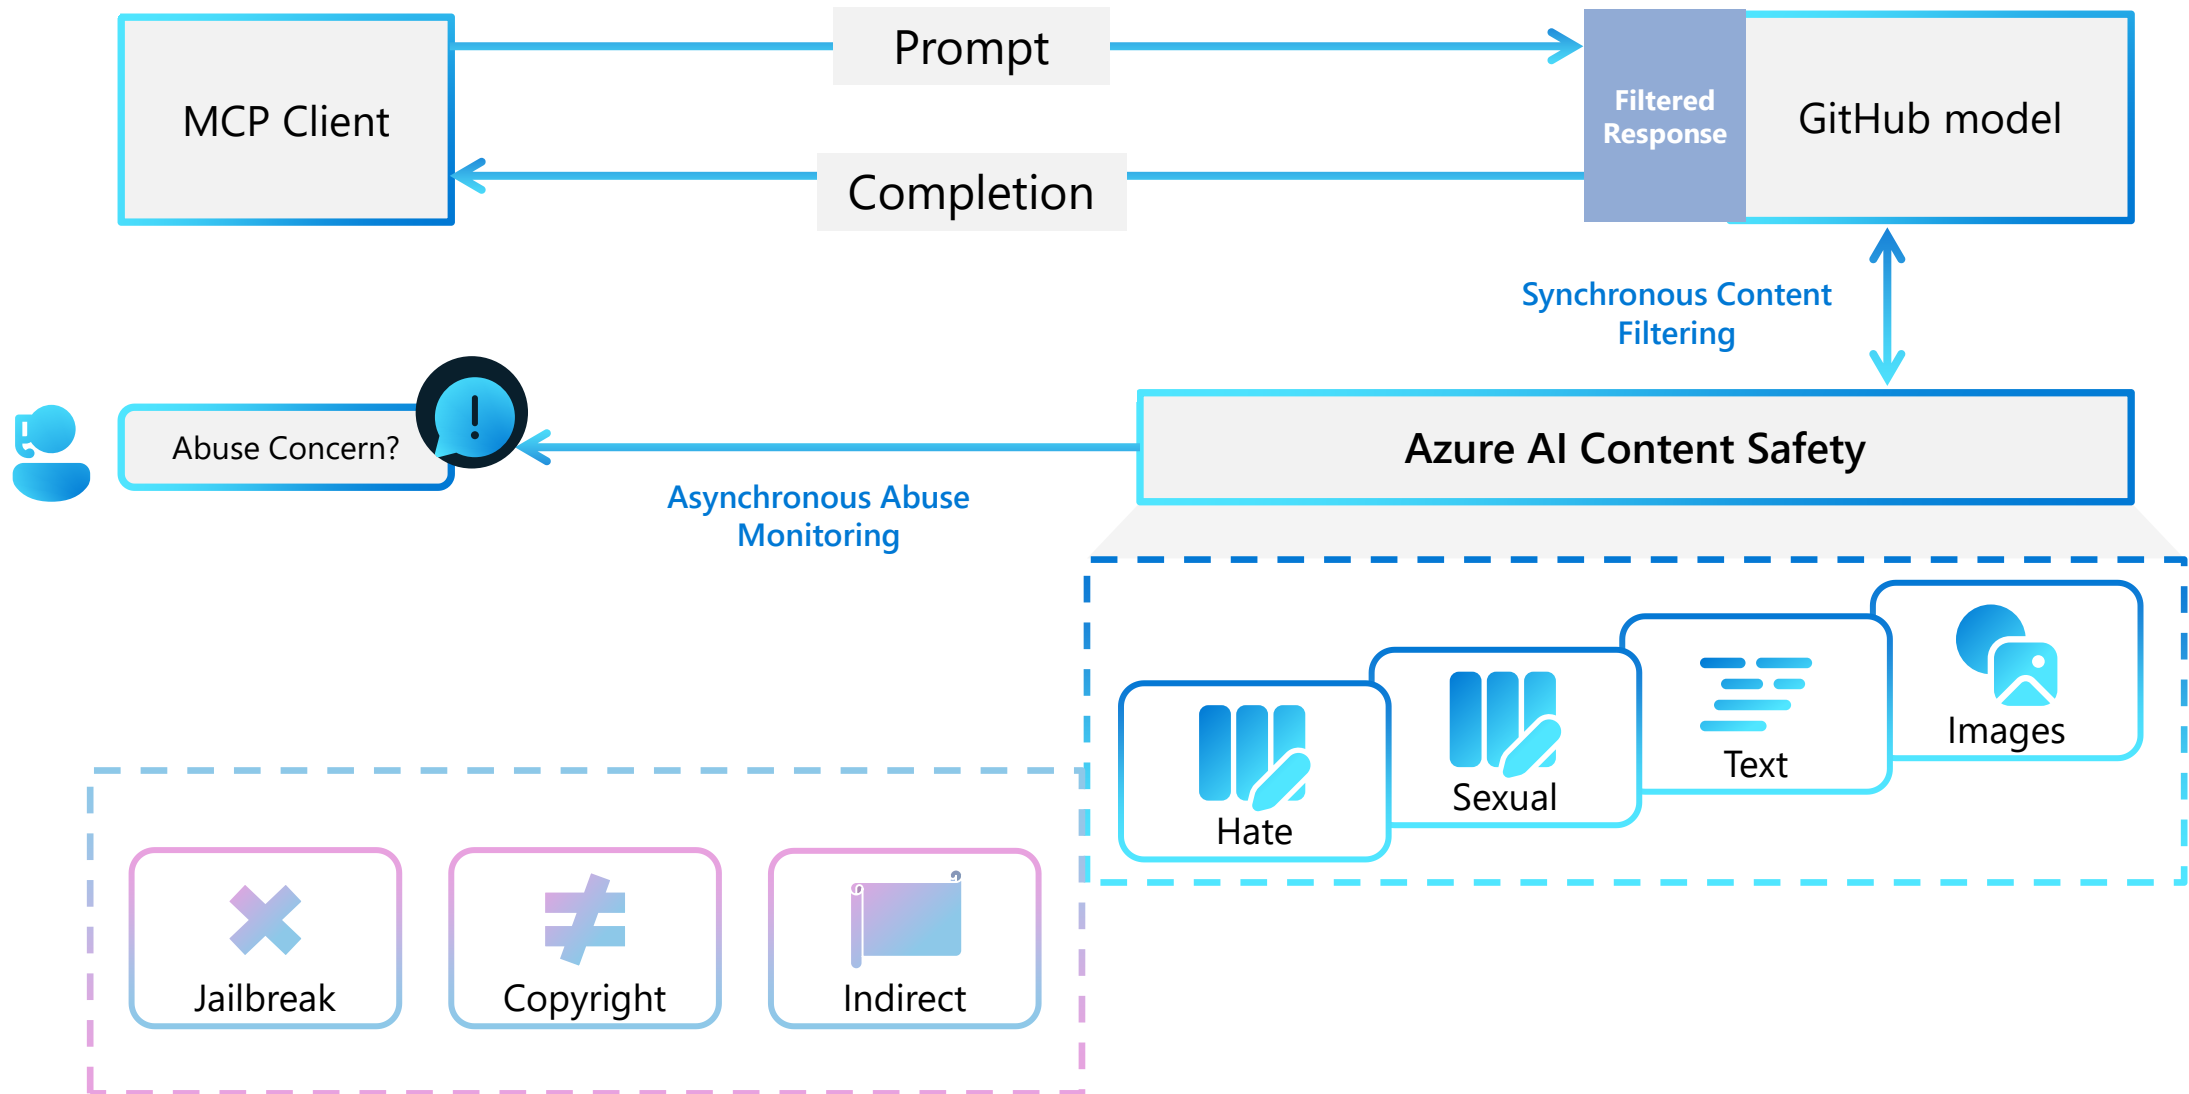 MCP Client
Prompt
Filtered
Response
GitHub model
Completion
Synchronous Content
Filtering
Abuse Concern?
Azure AI Content Safety
Asynchronous Abuse
Monitoring
Hate
Sexual
Text
Images
Jailbreak
Copyright
Indirect